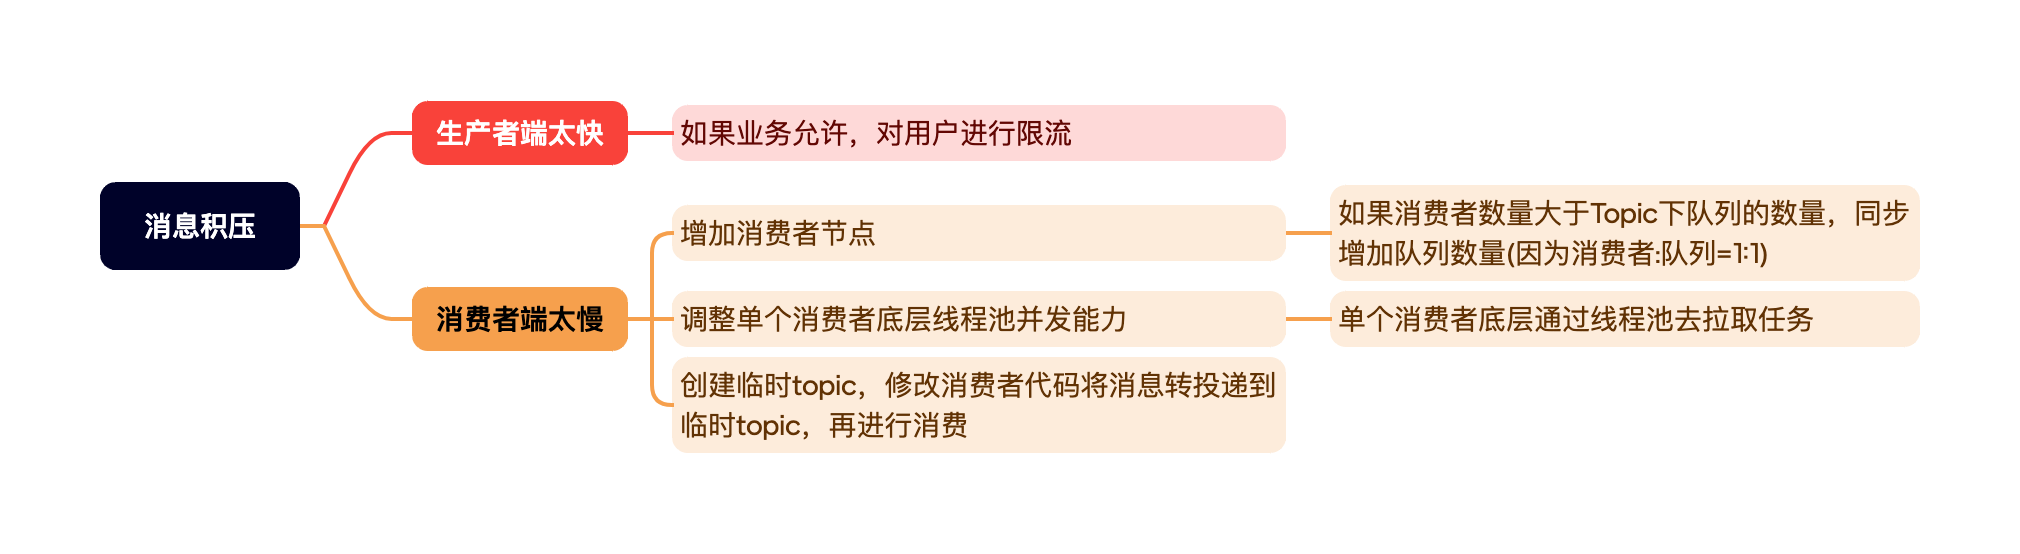 消息积压
生产者端太快
如果业务允许，对用户进行限流
消费者端太慢
增加消费者节点
如果消费者数量大于Topic下队列的数量，同步
增加队列数量(因为消费者:队列=1:1)
调整单个消费者底层线程池并发能力
单个消费者底层通过线程池去拉取任务
创建临时topic，修改消费者代码将消息转投递到
临时topic，再进行消费